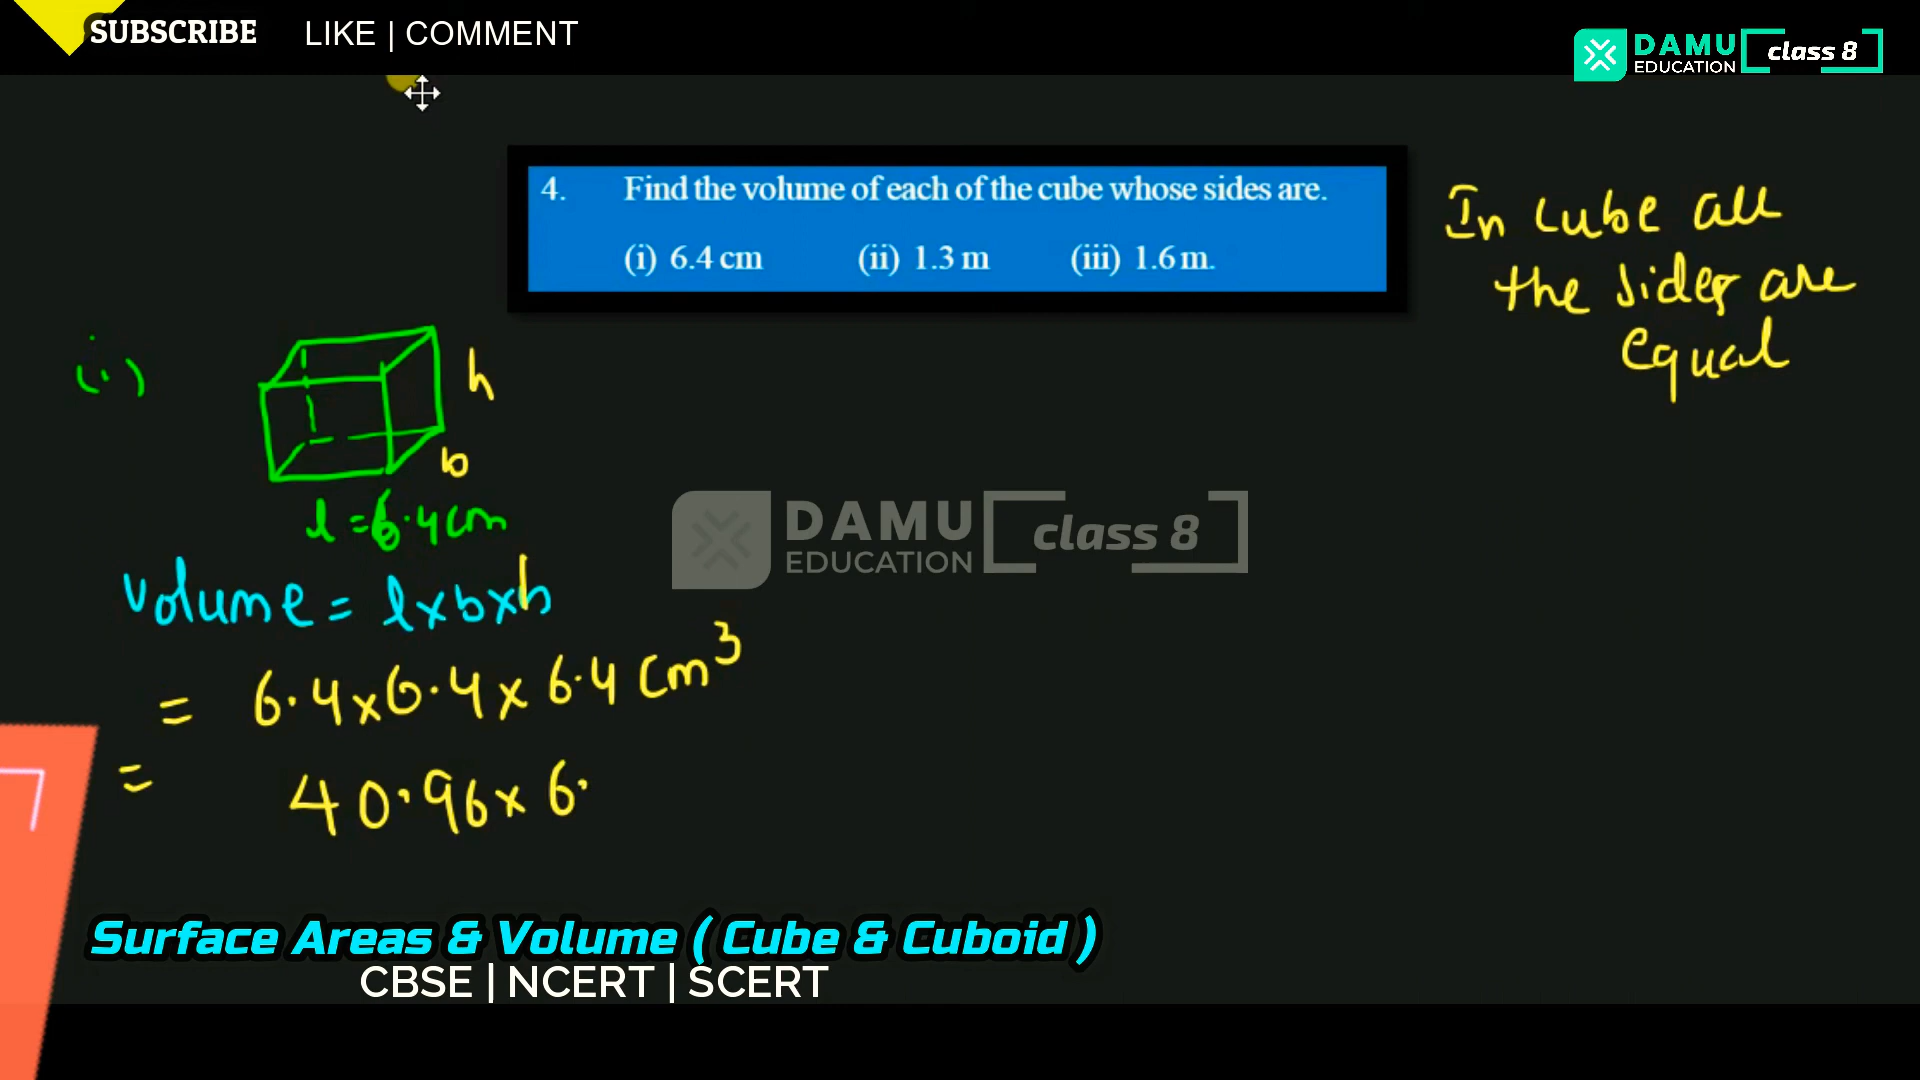 SUBSCRIBE LIKE | COMMENT
DAMU EDUCATION class 8
4. Find the volume of each of the cube whose sides are.
(i) 6.4 cm (ii) 1.3 m (iii) 1.6 m.
In cube all
the sides are
equal
(i)
h
b
l = 6.4 cm
DAMU EDUCATION class 8
Volume = l×b×h
= 6.4×6.4×6.4 cm³
= 40.96×6.
Surface Areas & Volume ( Cube & Cuboid )
CBSE | NCERT | SCERT